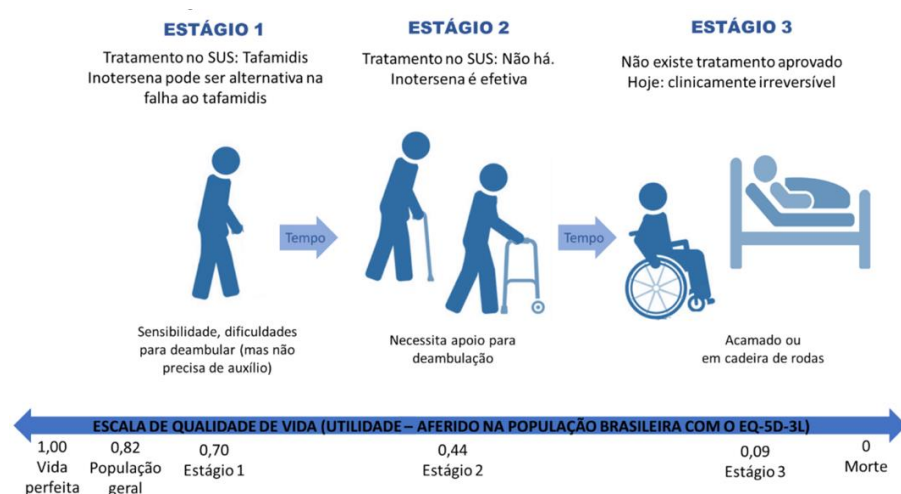 ESTÁGIO 1
Tratamento no SUS: Tafamidis
Inotersena pode ser alternativa na
falha ao tafamidis
ESTÁGIO 2
Tratamento no SUS: Não há.
Inotersena é efetiva
ESTÁGIO 3
Não existe tratamento aprovado
Hoje: clinicamente irreversível
Tempo
Tempo
Sensibilidade, dificuldades
para deambular (mas não
precisa de auxílio)
Necessita apoio para
deambulação
Acamado ou
em cadeira de rodas
ESCALA DE QUALIDADE DE VIDA (UTILIDADE – AFERIDO NA POPULAÇÃO BRASILEIRA COM O EQ-5D-3L)
1,00
Vida
perfeita
0,82
População
geral
0,70
Estágio 1
0,44
Estágio 2
0,09
Estágio 3
0
Morte